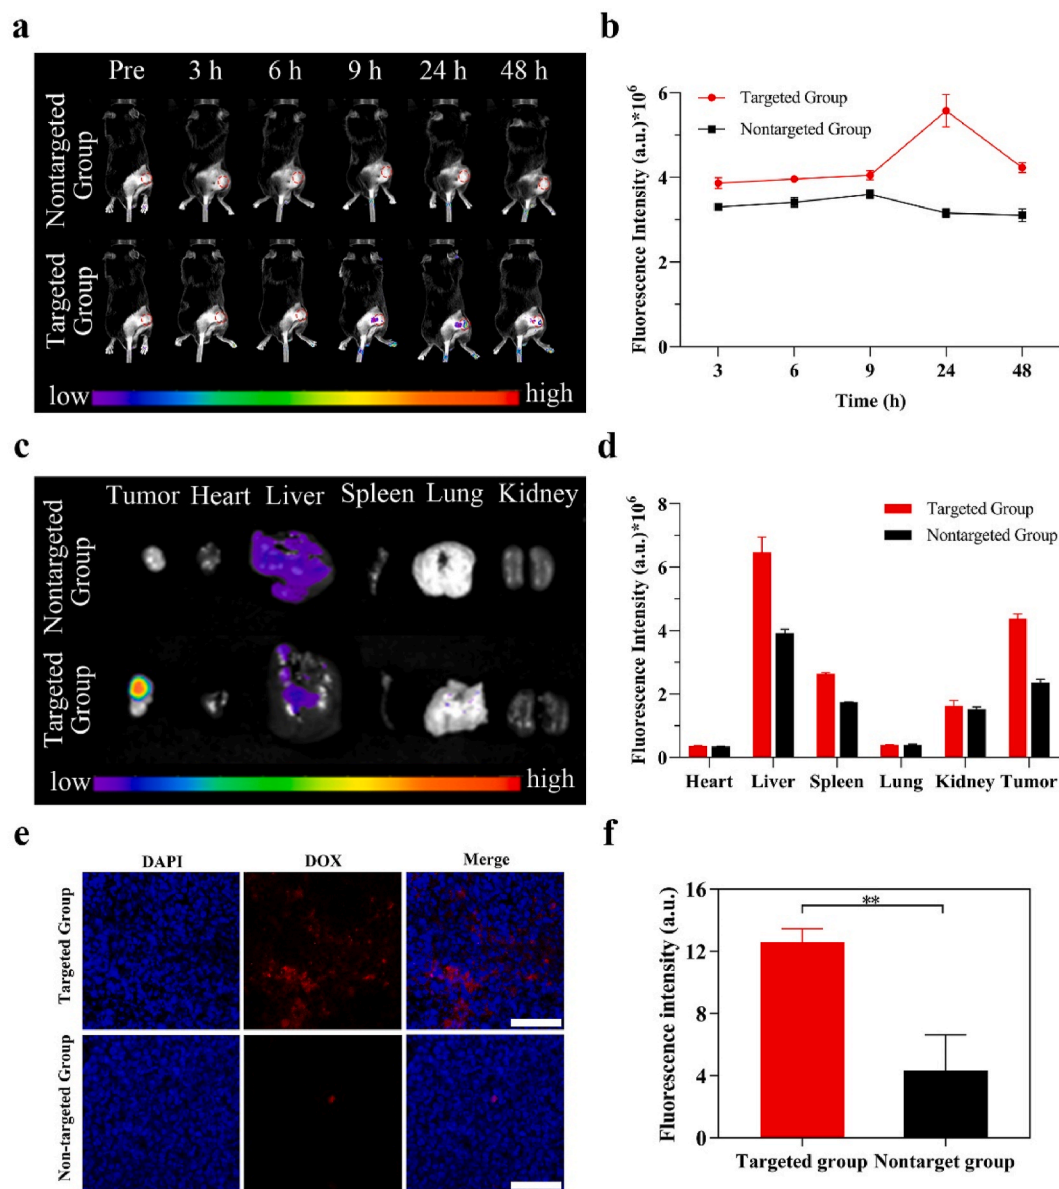 a
Pre 3 h 6 h 9 h 24 h 48 h
Nontargeted
Group
Targeted
Group
low high
b
Fluorescence Intensity (a.u.)*10⁶
6
4
2
0
Targeted Group
Nontargeted Group
3 6 9 24 48
Time (h)
c
Tumor Heart Liver Spleen Lung Kidney
Nontargeted
Group
Targeted
Group
low high
d
Fluorescence Intensity (a.u.)*10⁶
8
6
4
2
0
Targeted Group
Nontargeted Group
Heart Liver Spleen Lung Kidney Tumor
e
DAPI DOX Merge
Targeted Group
Non-targeted Group
f
Fluorescence intensity (a.u.)
16
12
8
4
0
**
Targeted group Nontarget group